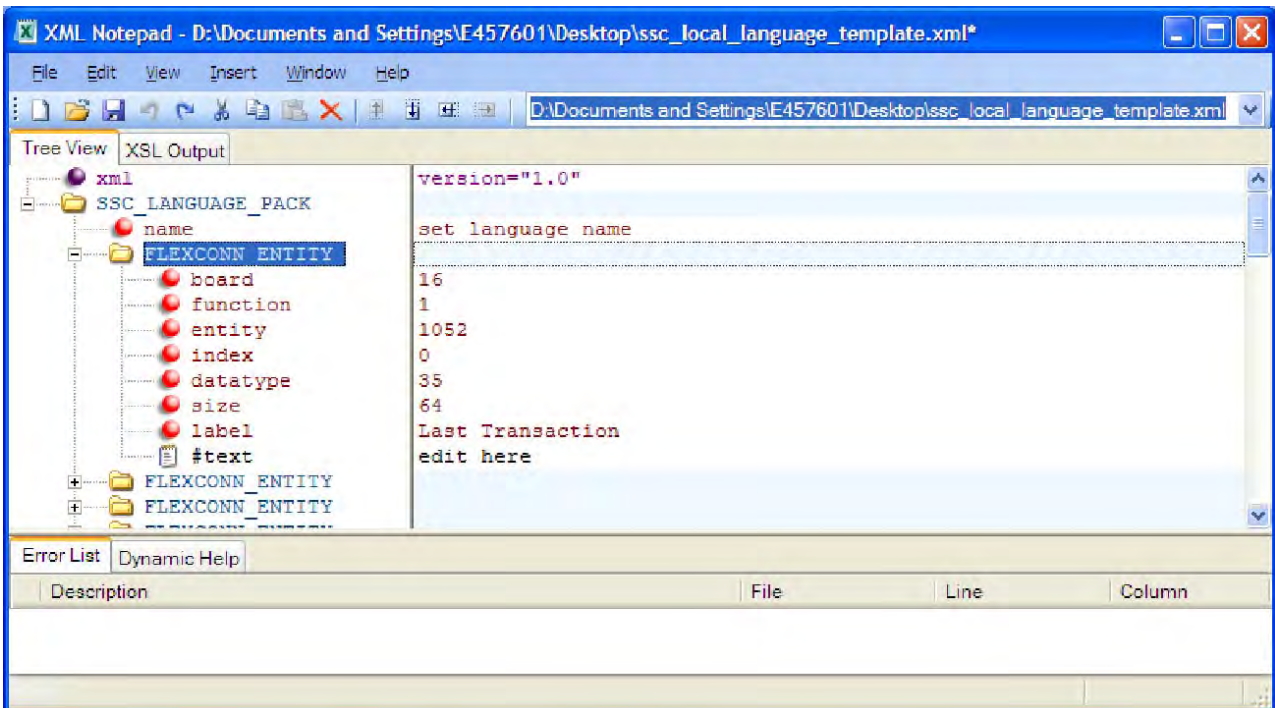 XML Notepad - D:\Documents and Settings\E457601\Desktop\ssc_local_language_template.xml*
File Edit View Insert Window Help
D:\Documents and Settings\E457601\Desktop\ssc_local_language_template.xml
Tree View XSL Output
xml version="1.0"
SSC_LANGUAGE_PACK
name set language name
FLEXCONN_ENTITY
board 16
function 1
entity 1052
index 0
datatype 35
size 64
label Last Transaction
#text edit here
FLEXCONN_ENTITY
FLEXCONN_ENTITY
FLEXCONN_ENTITY
Error List Dynamic Help
Description File Line Column